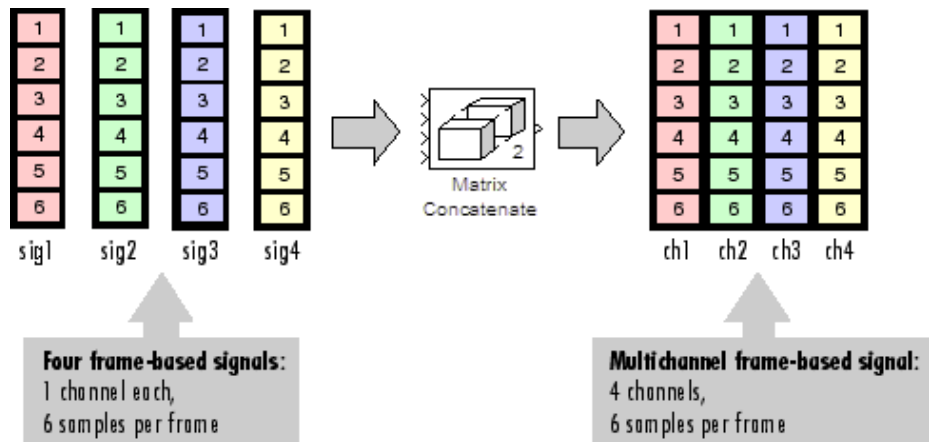 1 1 1 1 1 1 1 1
2 2 2 2 2 2 2 2
3 3 3 3 3 3 3 3
4 4 4 4 4 4 4 4
5 5 5 5 5 5 5 5
6 6 6 6 6 6 6 6
2
Matrix
Concatenate
sig1 sig2 sig3 sig4
ch1 ch2 ch3 ch4
Four frame-based signals:
1 channel each,
6 samples per frame
Multichannel frame-based signal:
4 channels,
6 samples per frame